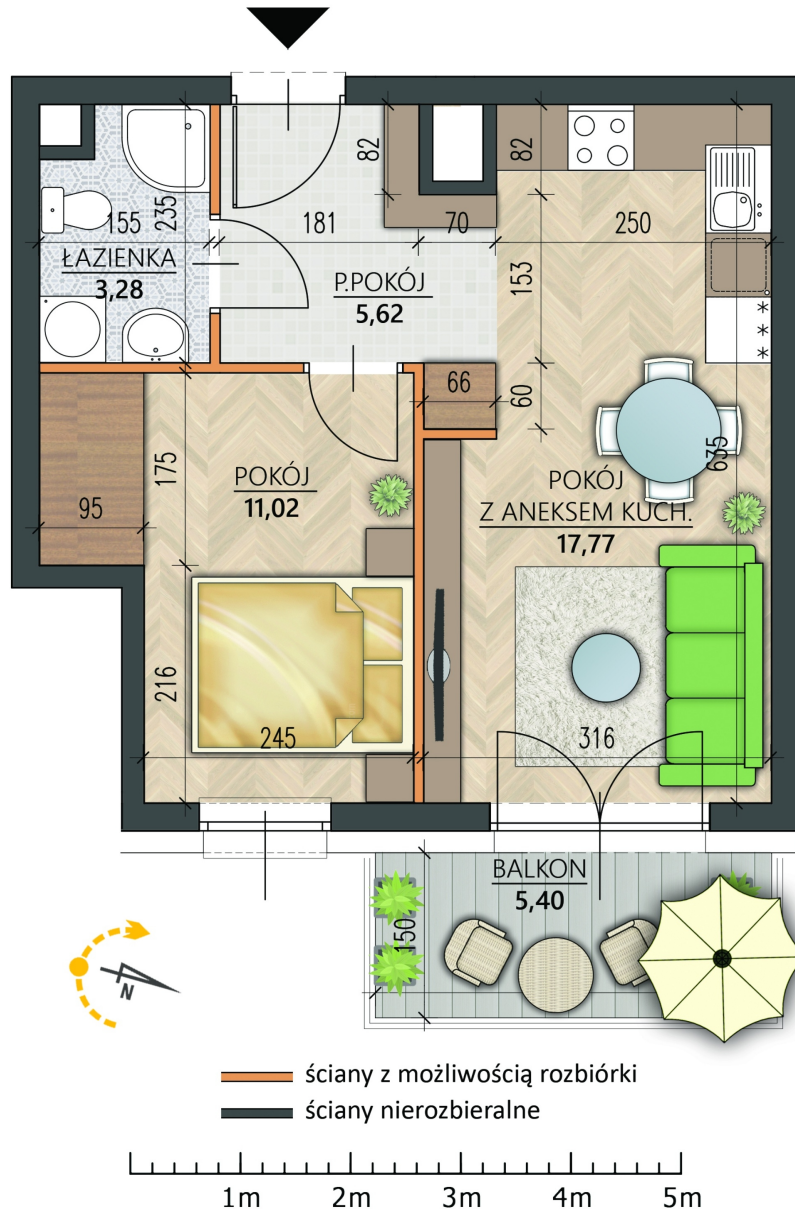 82
82
155
235
181
70
250
ŁAZIENKA
3,28
P.POKÓJ
5,62
153
66
60
95
175
POKÓJ
11,02
635
POKÓJ
Z ANEKSEM KUCH.
17,77
216
245
316
BALKON
5,40
150
N
ściany z możliwością rozbiórki
ściany nierozbieralne
1m 2m 3m 4m 5m